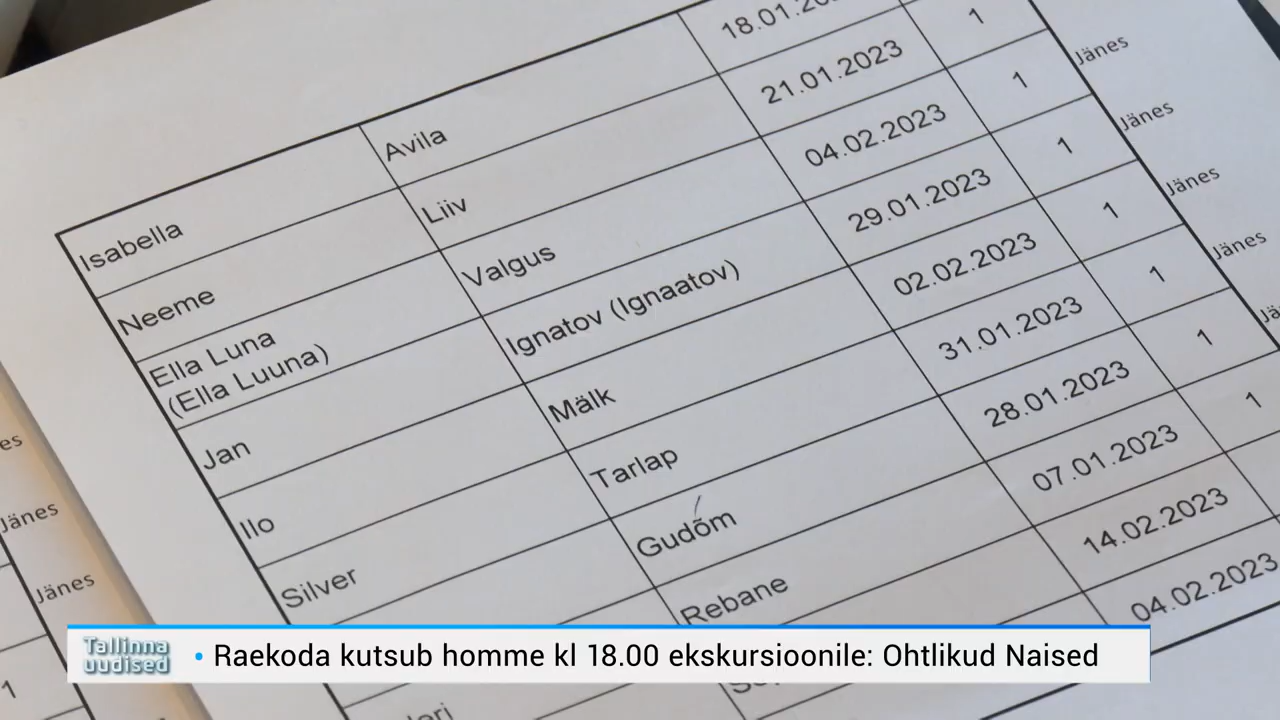 Isabella Avila 18.01.20
Neeme Liiv 21.01.2023 1
Ella Luna (Ella Luuna) Valgus 04.02.2023 1 Jänes
Jan Ignatov (Ignaatov) 29.01.2023 1 Jänes
Ilo Mälk 02.02.2023 1 Jänes
Silver Tarlap 31.01.2023 1 Jänes
Gudõm 28.01.2023 1
Rebane 07.01.2023 1
14.02.2023
04.02.2023
Jänes
Jänes
1
Tallinna
uudised
• Raekoda kutsub homme kl 18.00 ekskursioonile: Ohtlikud Naised